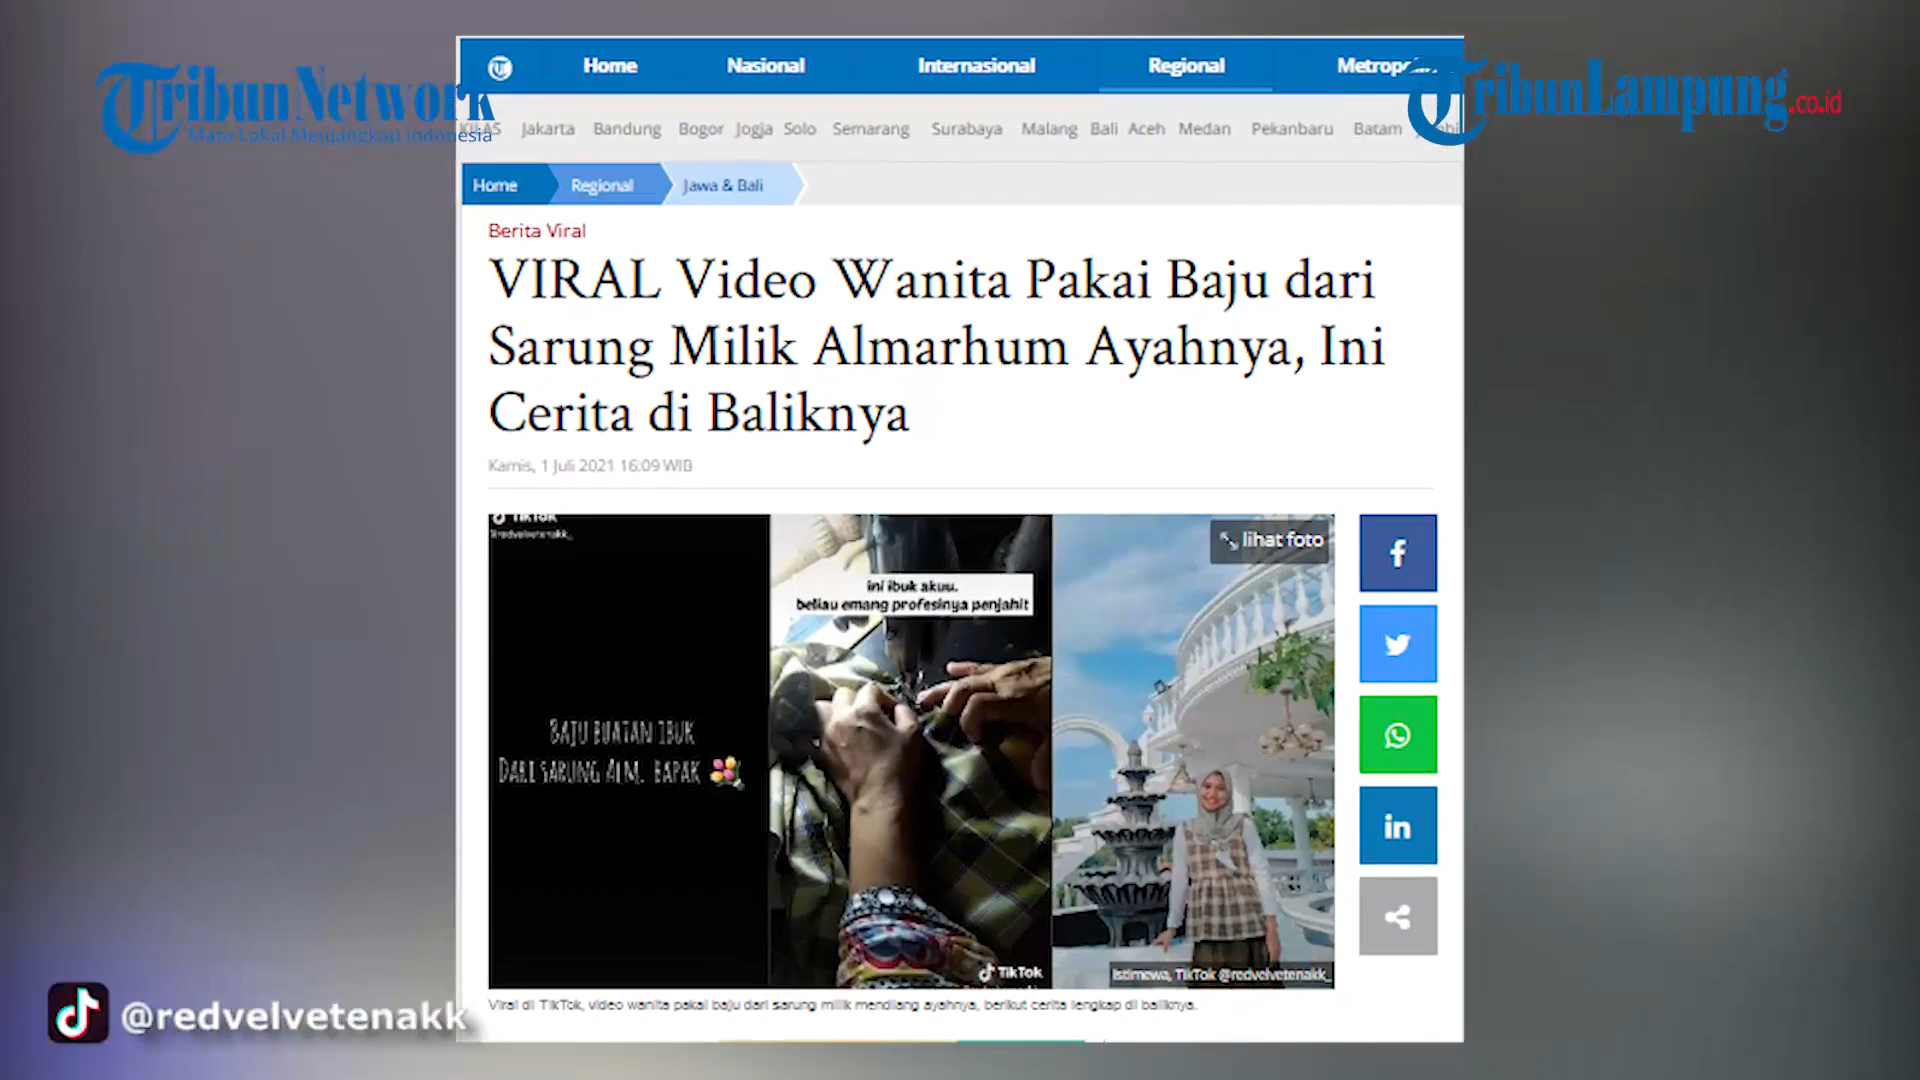 TribunNetwork
Mata Lokal Menjangkau Indonesia
TribunLampung.co.id
Home Nasional Internasional Regional
Jakarta Bandung Bogor Jogja Solo Semarang Surabaya Malang Bali Aceh Medan Pekanbaru Batam
Home Regional Jawa & Bali
Berita Viral
VIRAL Video Wanita Pakai Baju dari
Sarung Milik Almarhum Ayahnya, Ini
Cerita di Baliknya
Kamis, 1 Juli 2021 16:09 WIB
TikTok
@redvelvetenakk_
BAJU BUATAN IBUK
DARI SARUNG ALM. BAPAK
ini ibuk akuu.
beliau emang profesinya penjahit
TikTok
lihat foto
Istimewa, TikTok @redvelvetenakk_
Viral di TikTok, video wanita pakai baju dari sarung milik mendiang ayahnya, berikut cerita lengkap di baliknya.
@redvelvetenakk